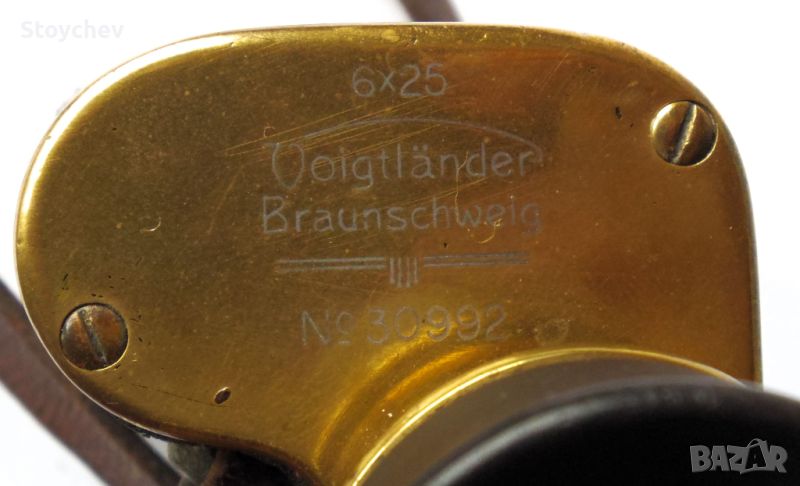 Stoychev
6x25
Voigtländer
Braunschweig
No 30992
BAZAR